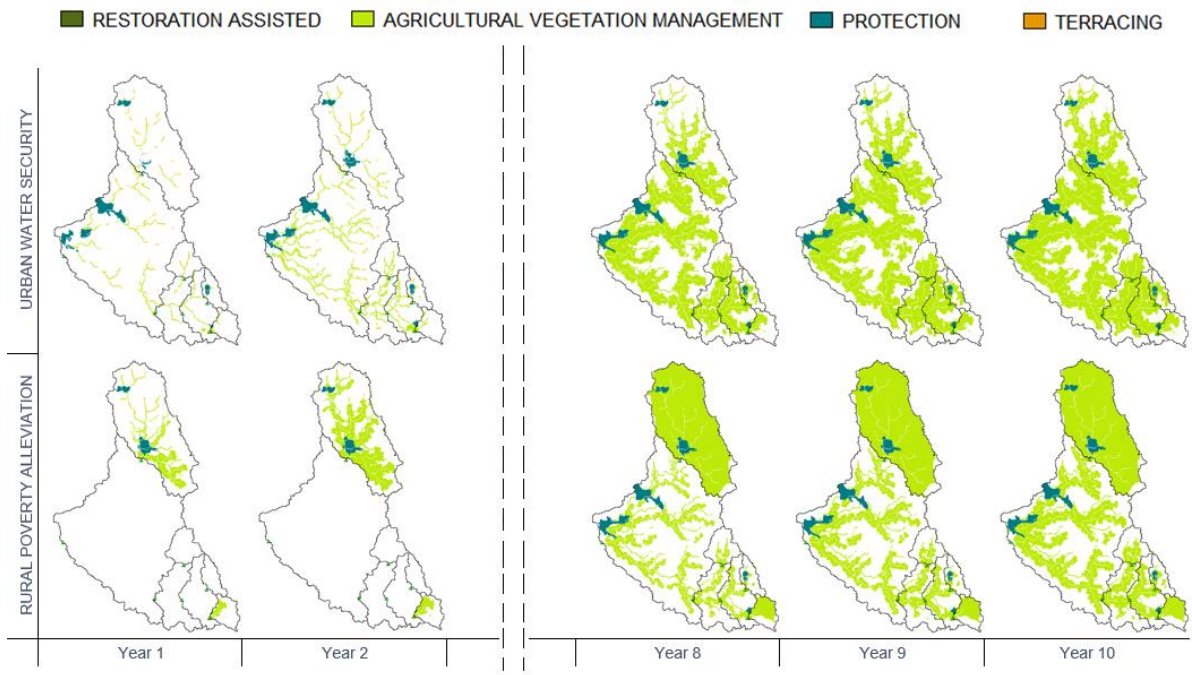 RESTORATION ASSISTED AGRICULTURAL VEGETATION MANAGEMENT PROTECTION TERRACING
URBAN WATER SECURITY
RURAL POVERTY ALLEVIATION
Year 1 Year 2 Year 8 Year 9 Year 10